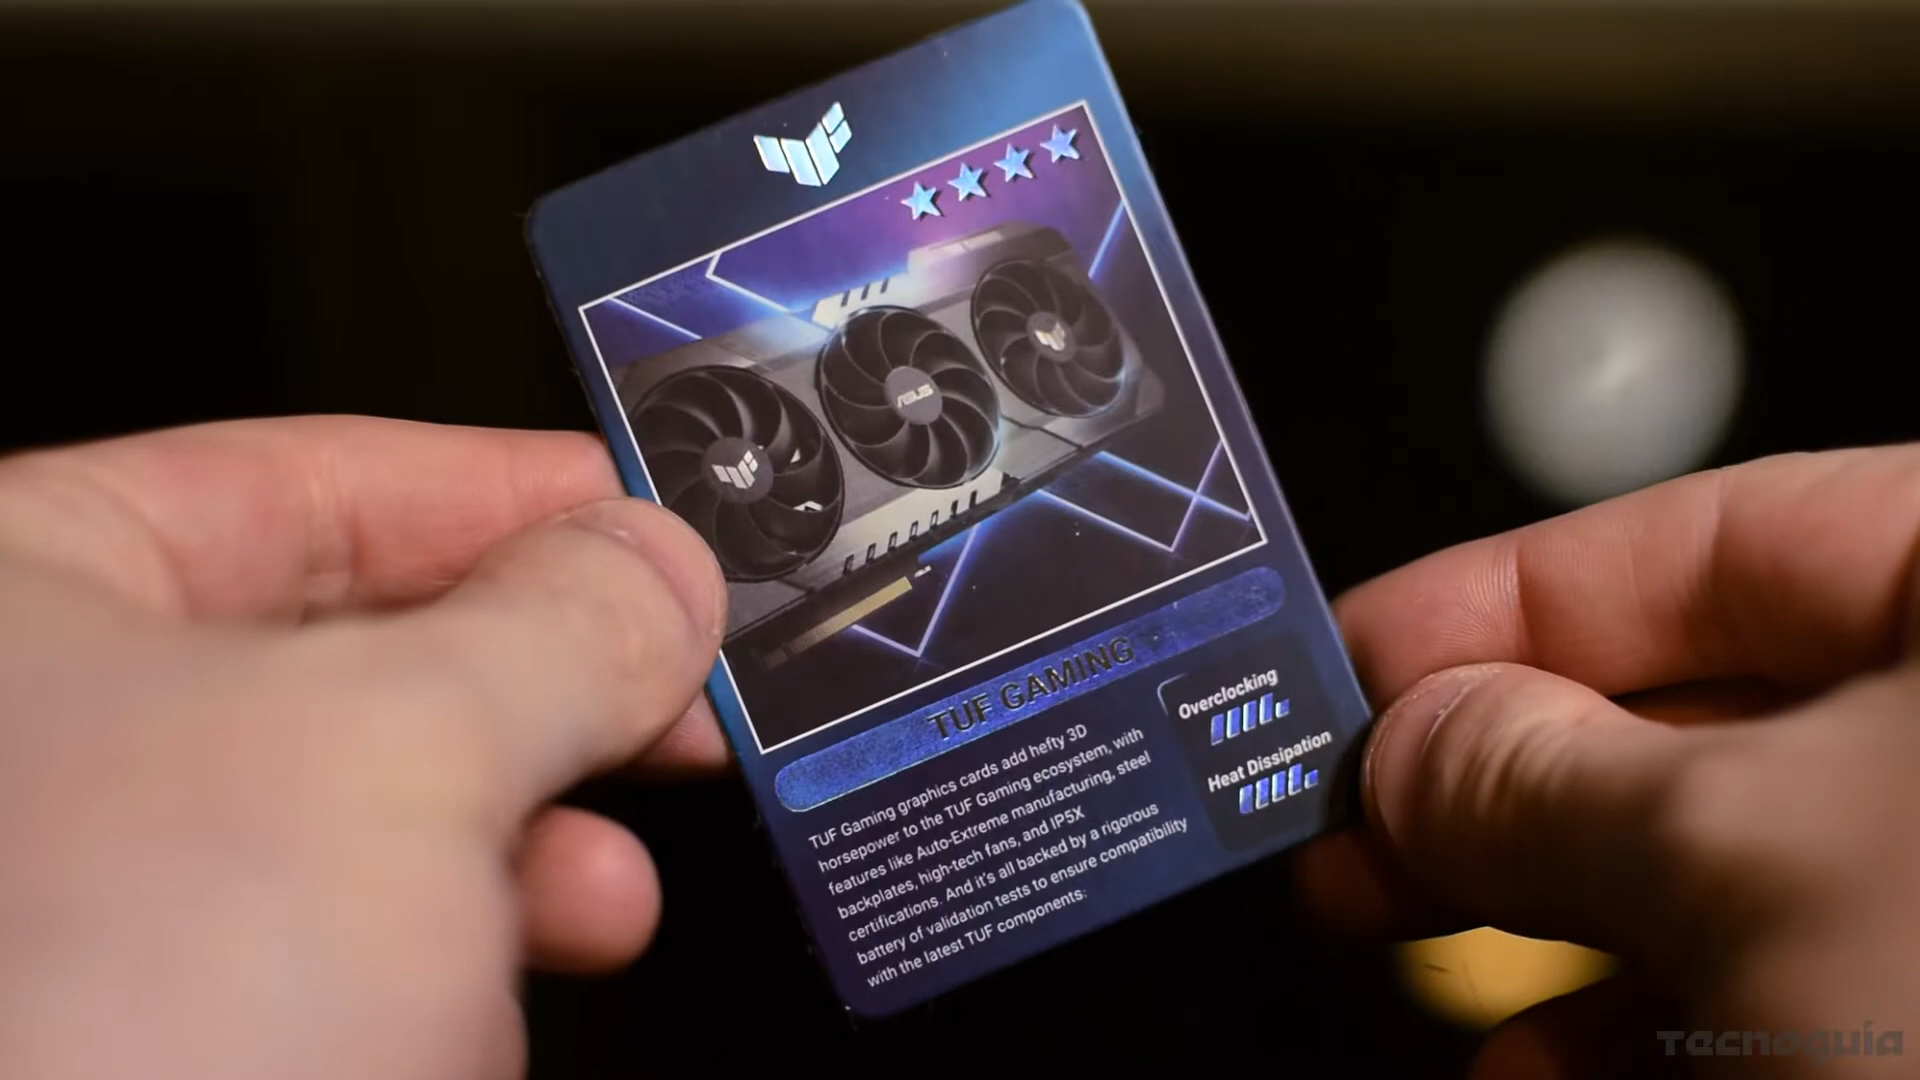 ASUS
TUF GAMING
TUF Gaming graphics cards add hefty 3D
horsepower to the TUF Gaming ecosystem, with
features like Auto-Extreme manufacturing, steel
backplates, high-tech fans, and IP5X
certifications. And it's all backed by a rigorous
battery of validation tests to ensure compatibility
with the latest TUF components:
Overclocking
Heat Dissipation
Tecnoguía